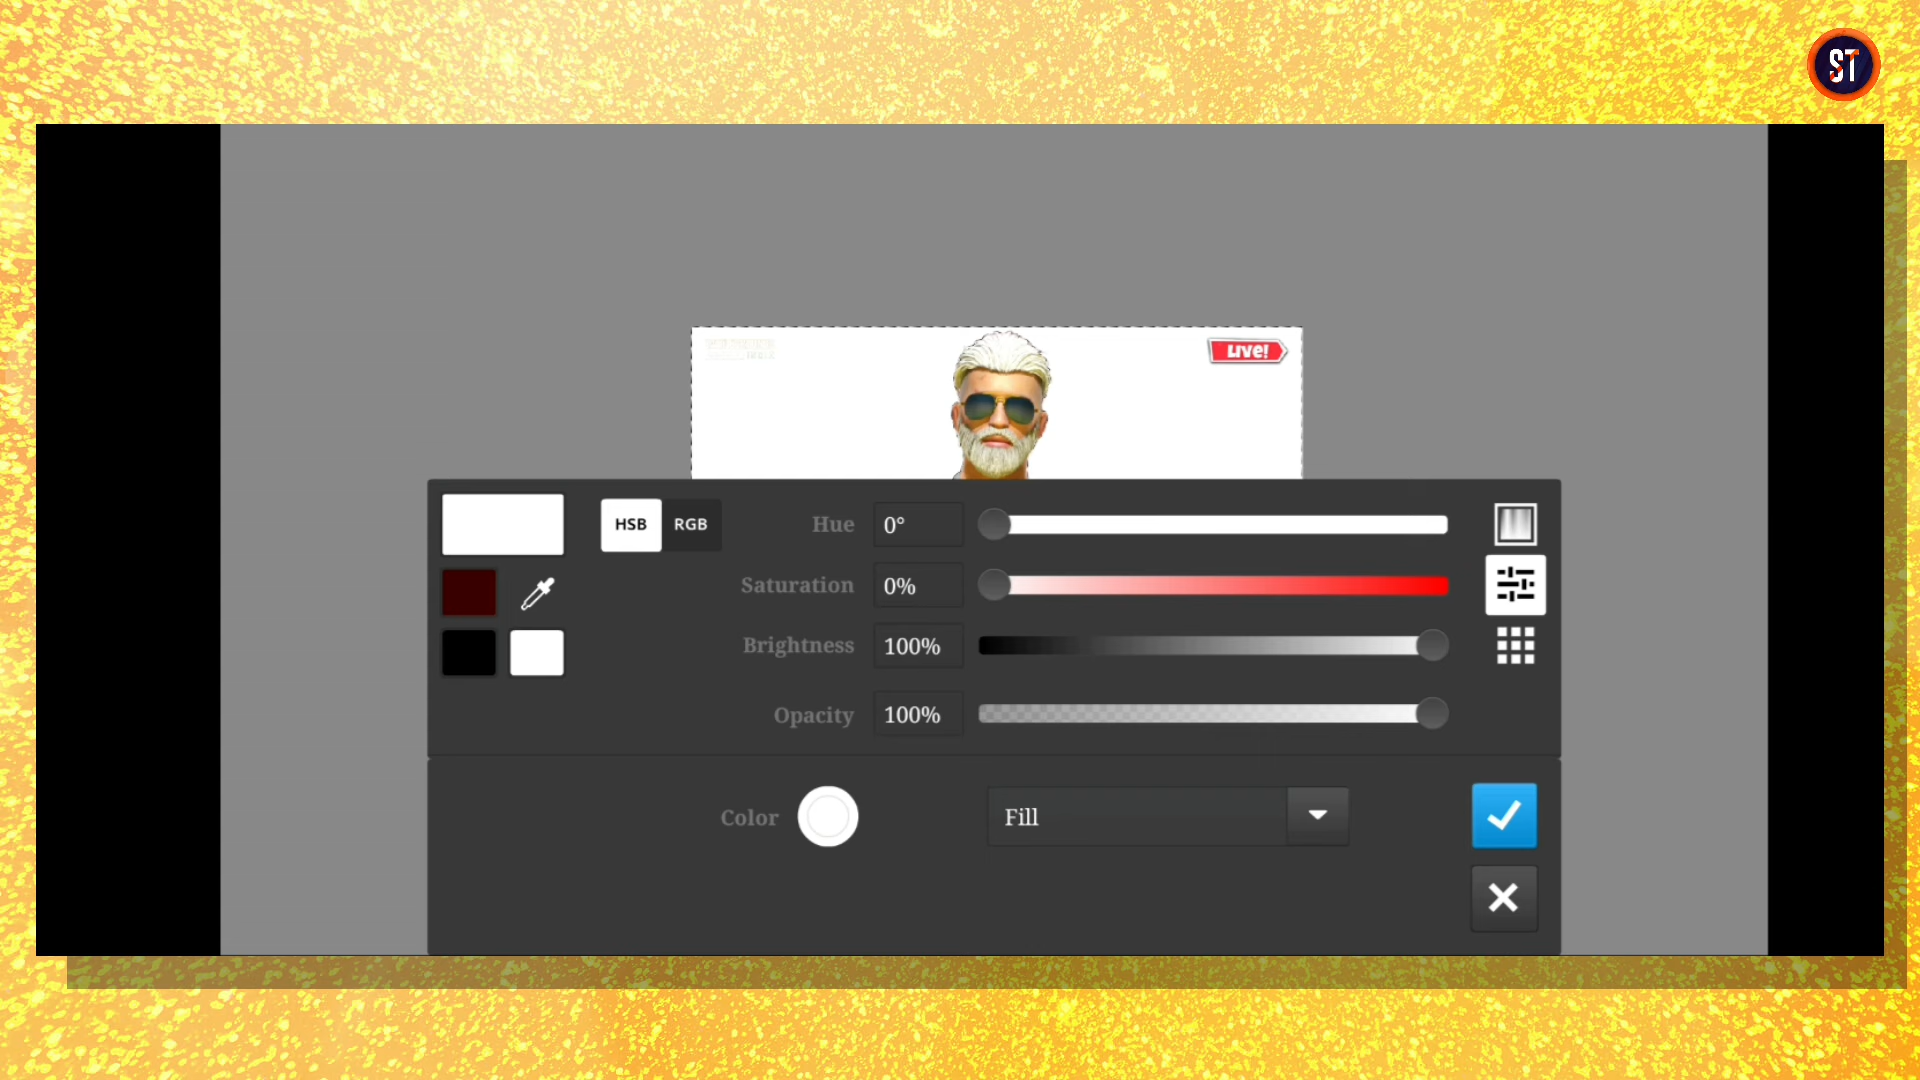 ST
LIVE!
HSB RGB
Hue 0°
Saturation 0%
Brightness 100%
Opacity 100%
Color Fill